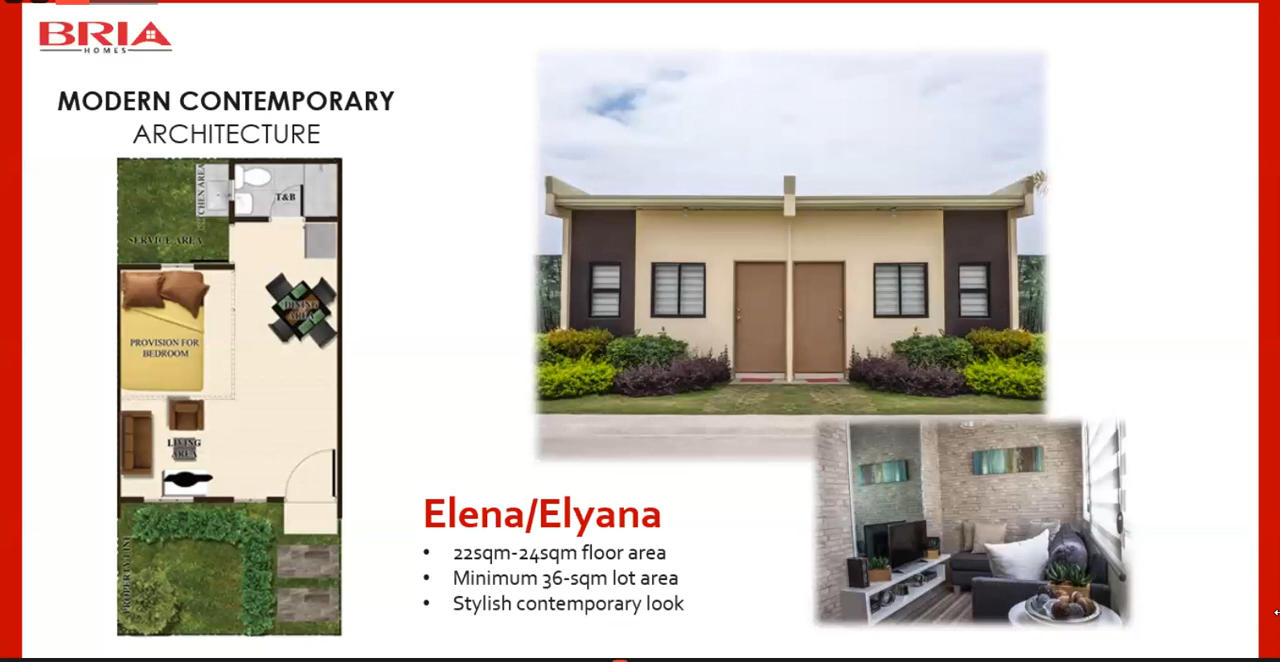 BRIA
HOMES
MODERN CONTEMPORARY
ARCHITECTURE
T&B
SERVICE AREA
DINING
AREA
PROVISION FOR
BEDROOM
LIVING
AREA
Elena/Elyana
• 22sqm-24sqm floor area
• Minimum 36-sqm lot area
• Stylish contemporary look